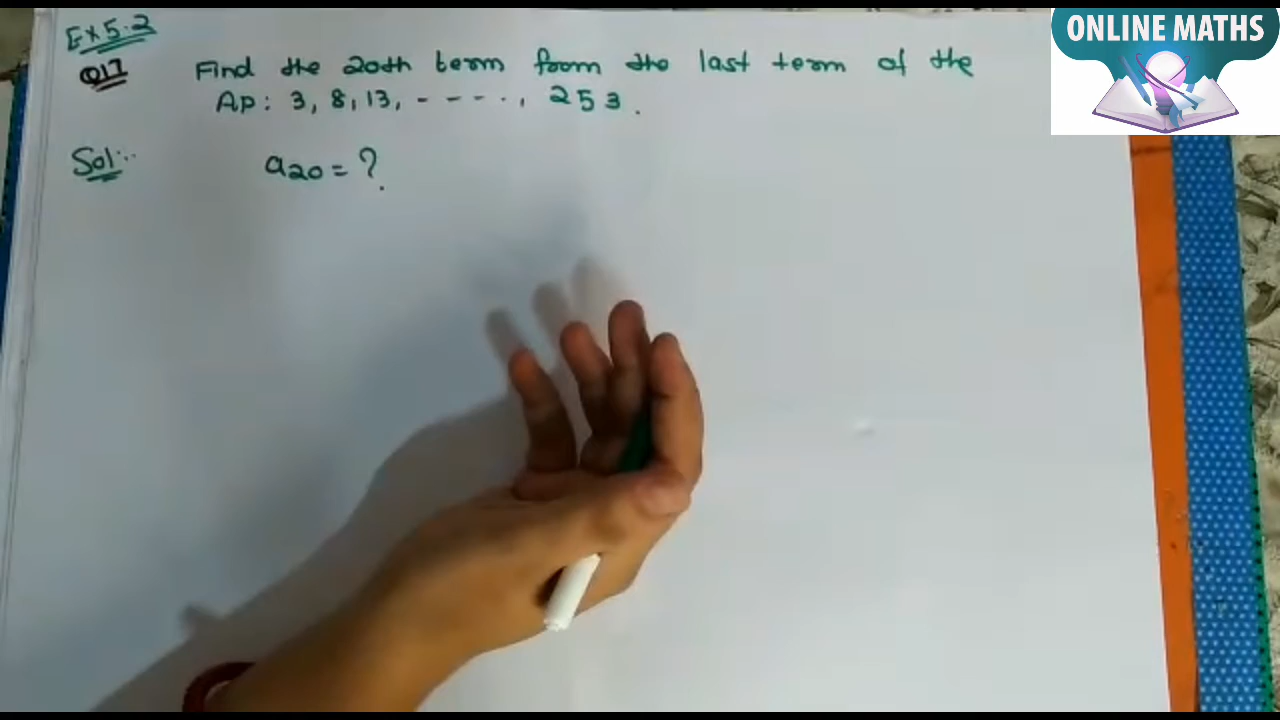 Ex 5.2
Q17 Find the 20th term from the last term of the
AP: 3, 8, 13, - - - - ., 253.
Sol:- a20 = ?
ONLINE MATHS